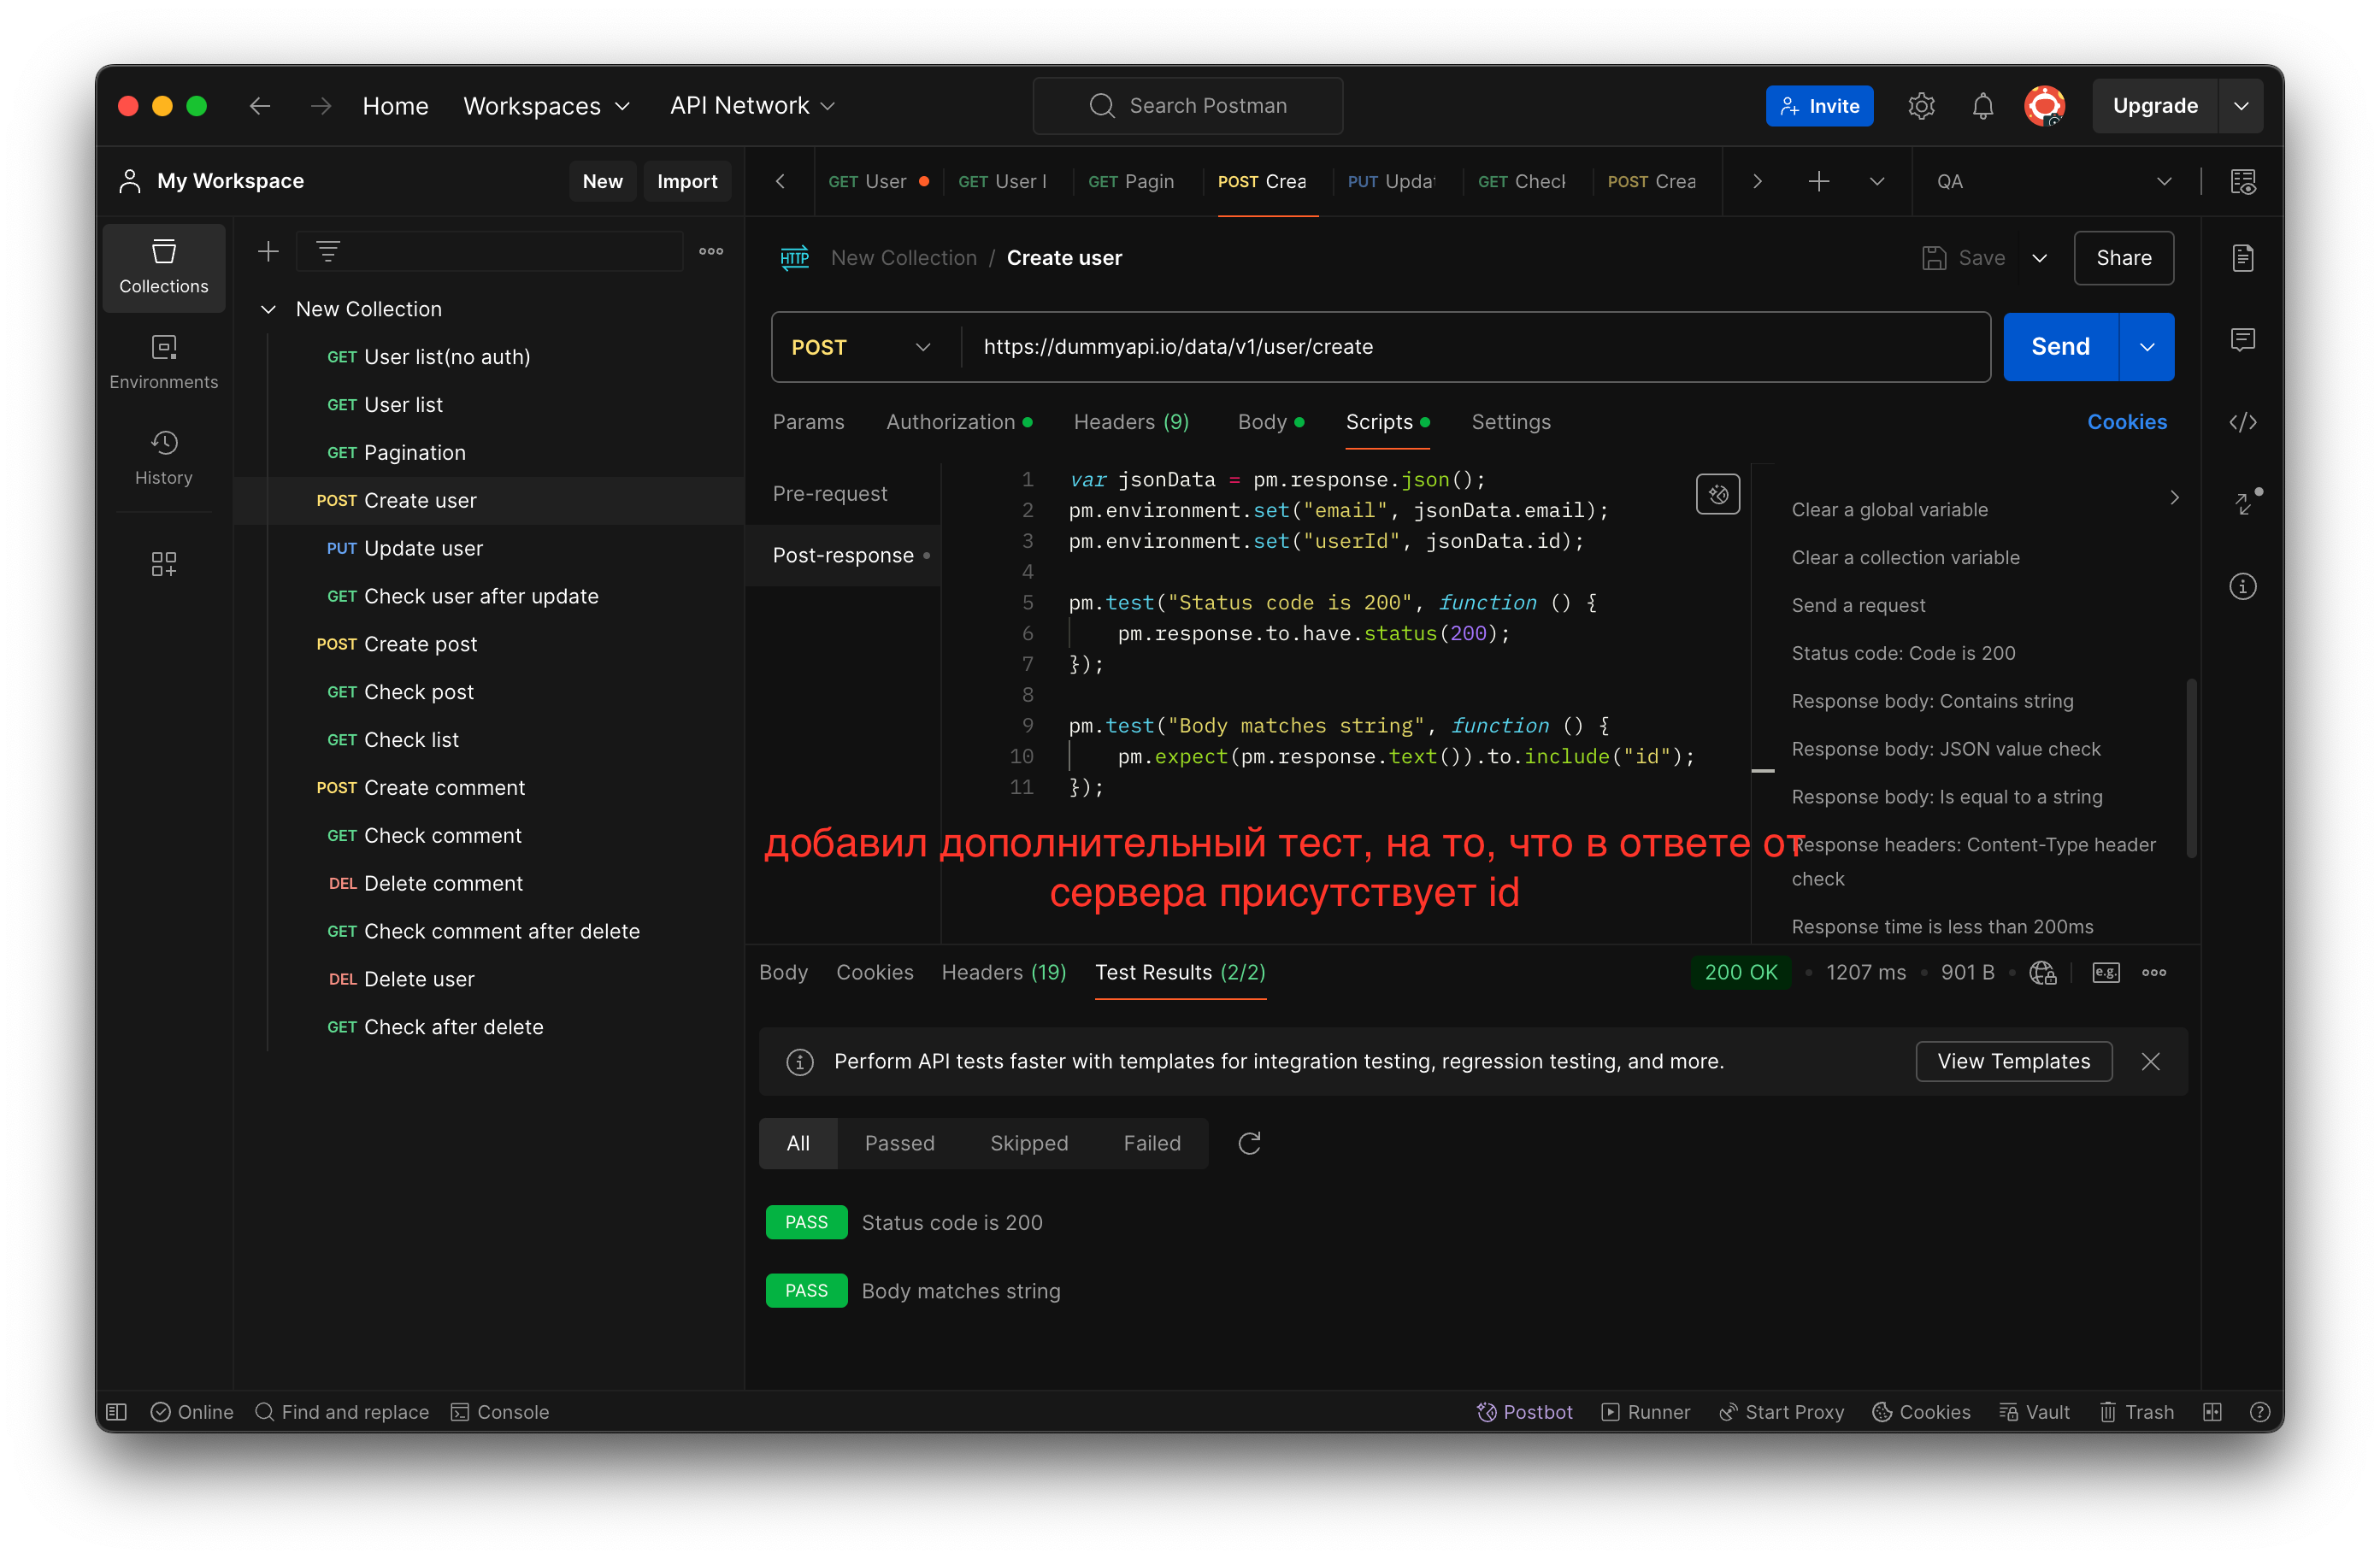 Home Workspaces API Network Search Postman Invite Upgrade
My Workspace New Import GET User GET User I GET Pagin POST Crea PUT Upda GET Check POST Crea QA
Collections
Environments
History
New Collection
GET User list(no auth)
GET User list
GET Pagination
POST Create user
PUT Update user
GET Check user after update
POST Create post
GET Check post
GET Check list
POST Create comment
GET Check comment
DEL Delete comment
GET Check comment after delete
DEL Delete user
GET Check after delete
HTTP New Collection / Create user Save Share
POST https://dummyapi.io/data/v1/user/create Send
Params Authorization Headers (9) Body Scripts Settings Cookies
Pre-request
Post-response
1 var jsonData = pm.response.json();
2 pm.environment.set("email", jsonData.email);
3 pm.environment.set("userId", jsonData.id);
4
5 pm.test("Status code is 200", function () {
6 pm.response.to.have.status(200);
7 });
8
9 pm.test("Body matches string", function () {
10 pm.expect(pm.response.text()).to.include("id");
11 });
Clear a global variable
Clear a collection variable
Send a request
Status code: Code is 200
Response body: Contains string
Response body: JSON value check
Response body: Is equal to a string
Response headers: Content-Type header
check
Response time is less than 200ms
добавил дополнительный тест, на то, что в ответе от
сервера присутствует id
Body Cookies Headers (19) Test Results (2/2) 200 OK • 1207 ms • 901 B • e.g.
Perform API tests faster with templates for integration testing, regression testing, and more. View Templates
All Passed Skipped Failed
PASS Status code is 200
PASS Body matches string
Online Find and replace Console Postbot Runner Start Proxy Cookies Vault Trash